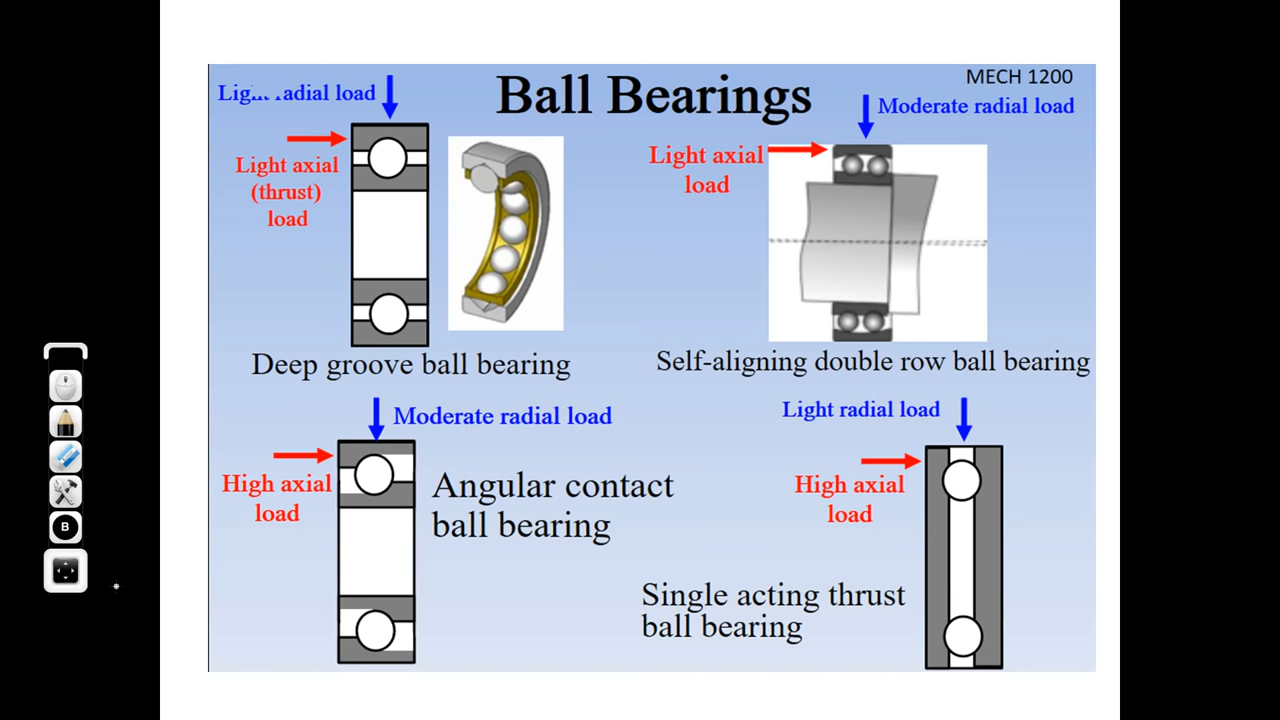 Ball Bearings
MECH 1200
radial load
Light axial
(thrust)
load
Deep groove ball bearing
Moderate radial load
Light axial
load
Self-aligning double row ball bearing
Moderate radial load
High axial
load
Angular contact
ball bearing
Light radial load
High axial
load
Single acting thrust
ball bearing
B